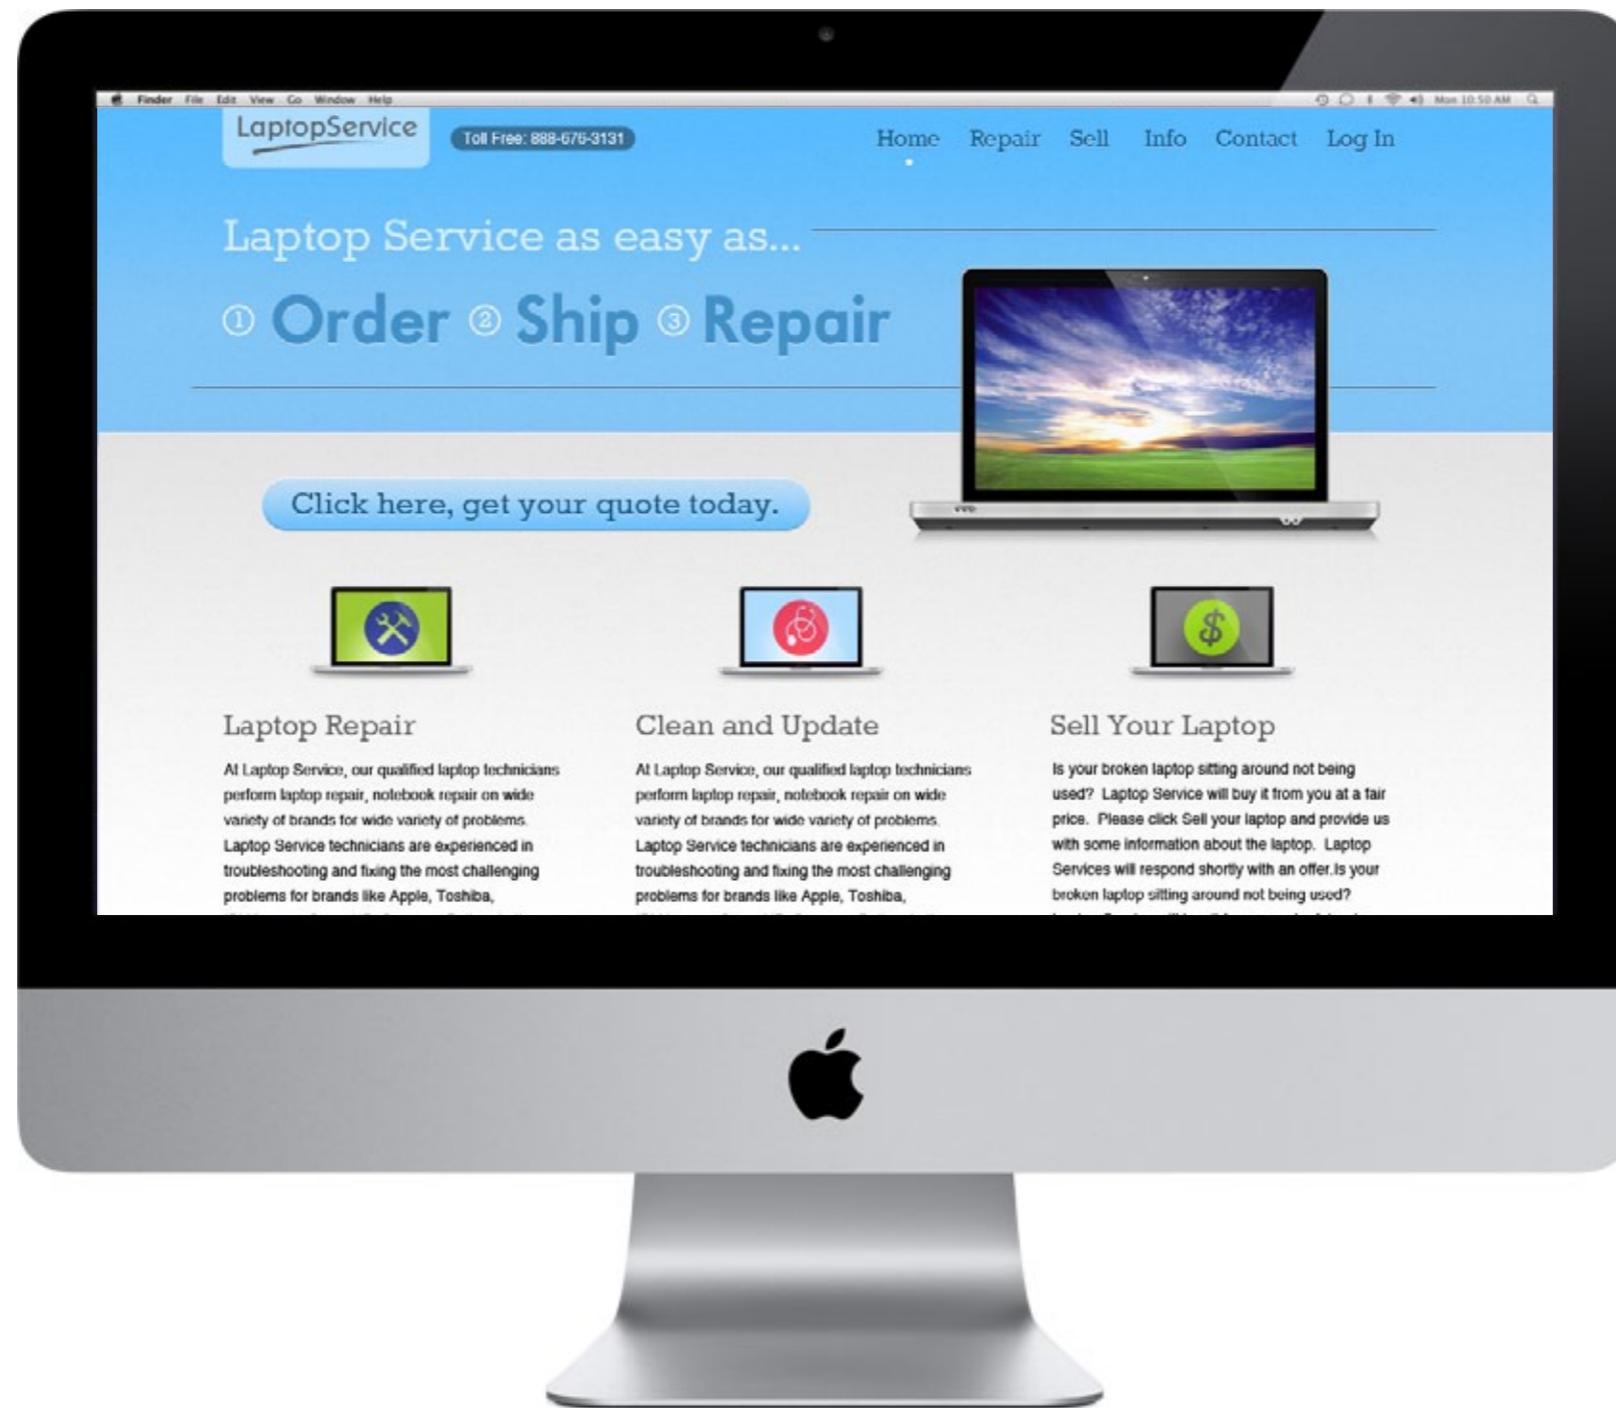 Finder File Edit View Go Window Help Mon 10:50 AM
LaptopService
Toll Free: 888-676-3131
Home Repair Sell Info Contact Log In
Laptop Service as easy as...
1 Order 2 Ship 3 Repair
Click here, get your quote today.
$
Laptop Repair
At Laptop Service, our qualified laptop technicians
perform laptop repair, notebook repair on wide
variety of brands for wide variety of problems.
Laptop Service technicians are experienced in
troubleshooting and fixing the most challenging
problems for brands like Apple, Toshiba,
Clean and Update
At Laptop Service, our qualified laptop technicians
perform laptop repair, notebook repair on wide
variety of brands for wide variety of problems.
Laptop Service technicians are experienced in
troubleshooting and fixing the most challenging
problems for brands like Apple, Toshiba,
Sell Your Laptop
Is your broken laptop sitting around not being
used? Laptop Service will buy it from you at a fair
price. Please click Sell your laptop and provide us
with some information about the laptop. Laptop
Services will respond shortly with an offer.Is your
broken laptop sitting around not being used?